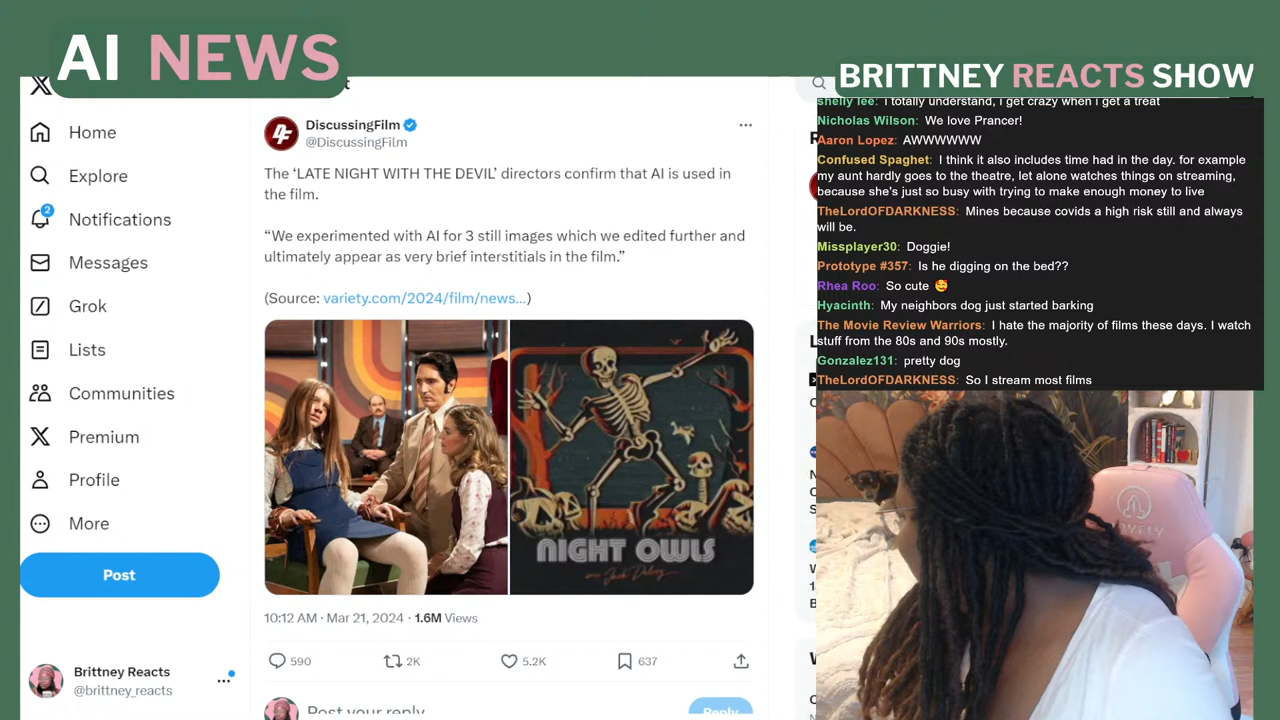 AI NEWS
BRITTNEY REACTS SHOW
Home
Explore
2
Notifications
Messages
Grok
Lists
Communities
Premium
Profile
More
Post
Brittney Reacts
@brittney_reacts
DiscussingFilm
@DiscussingFilm
The ‘LATE NIGHT WITH THE DEVIL’ directors confirm that AI is used in
the film.
“We experimented with AI for 3 still images which we edited further and
ultimately appear as very brief interstitials in the film.”
(Source: variety.com/2024/film/news...)
NIGHT OWLS
with Jack Delroy
10:12 AM · Mar 21, 2024 · 1.6M Views
590
2K
5.2K
637
Post your reply
Reply
shelly lee: I totally understand, i get crazy when I get a treat
Nicholas Wilson: We love Prancer!
Aaron Lopez: AWWWWWW
Confused Spaghet: I think it also includes time had in the day. for example
my aunt hardly goes to the theatre, let alone watches things on streaming,
because she's just so busy with trying to make enough money to live
TheLordOFDARKNESS: Mines because covids a high risk still and always
will be.
Missplayer30: Doggie!
Prototype #357: Is he digging on the bed??
Rhea Roo: So cute 🥰
Hyacinth: My neighbors dog just started barking
The Movie Review Warriors: I hate the majority of films these days. I watch
stuff from the 80s and 90s mostly.
Gonzalez131: pretty dog
TheLordOFDARKNESS: So I stream most films